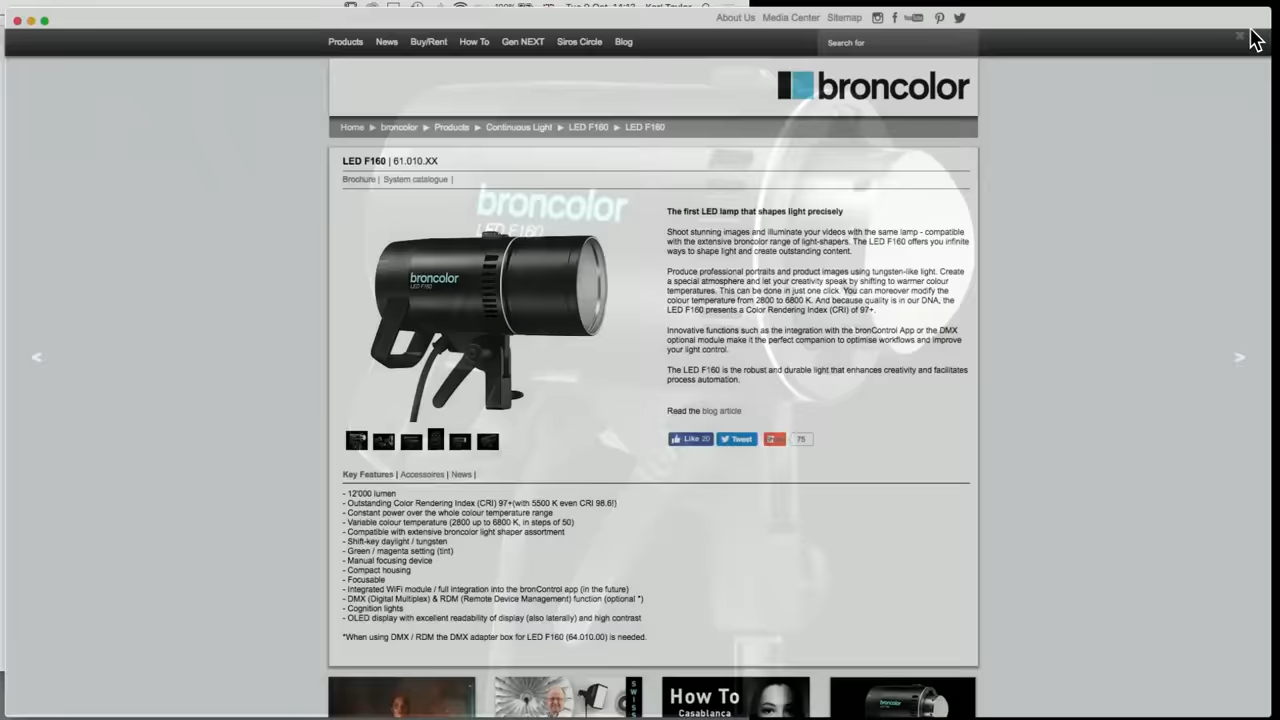 100%
Tue 9 Oct 14:13 Karl Taylor
About Us Media Center Sitemap
Products News Buy/Rent How To Gen NEXT Siros Circle Blog
Search for
broncolor
Home ► broncolor ► Products ► Continuous Light ► LED F160 ► LED F160
LED F160 | 61.010.XX
Brochure | System catalogue |
broncolor
LED F160
broncolor
LED F160
The first LED lamp that shapes light precisely
Shoot stunning images and illuminate your videos with the same lamp - compatible
with the extensive broncolor range of light-shapers. The LED F160 offers you infinite
ways to shape light and create outstanding content.
Produce professional portraits and product images using tungsten-like light. Create
a special atmosphere and let your creativity speak by shifting to warmer colour
temperatures. This can be done in just one click. You can moreover modify the
colour temperature from 2800 to 6800 K. And because quality is in our DNA, the
LED F160 presents a Color Rendering Index (CRI) of 97+.
Innovative functions such as the integration with the bronControl App or the DMX
optional module make it the perfect companion to optimise workflows and improve
your light control.
The LED F160 is the robust and durable light that enhances creativity and facilitates
process automation.
Read the blog article
Like 20 Tweet 75
Key Features | Accessoires | News |
- 12'000 lumen
- Outstanding Color Rendering Index (CRI) 97+(with 5500 K even CRI 98.6!)
- Constant power over the whole colour temperature range
- Variable colour temperature (2800 up to 6800 K, in steps of 50)
- Compatible with extensive broncolor light shaper assortment
- Shift-key daylight / tungsten
- Green / magenta setting (tint)
- Manual focusing device
- Compact housing
- Focusable
- Integrated WiFi module / full integration into the bronControl app (in the future)
- DMX (Digital Multiplex) & RDM (Remote Device Management) function (optional *)
- Cognition lights
- OLED display with excellent readability of display (also laterally) and high contrast
*When using DMX / RDM the DMX adapter box for LED F160 (64.010.00) is needed.
SWIS
How To
Casablanca